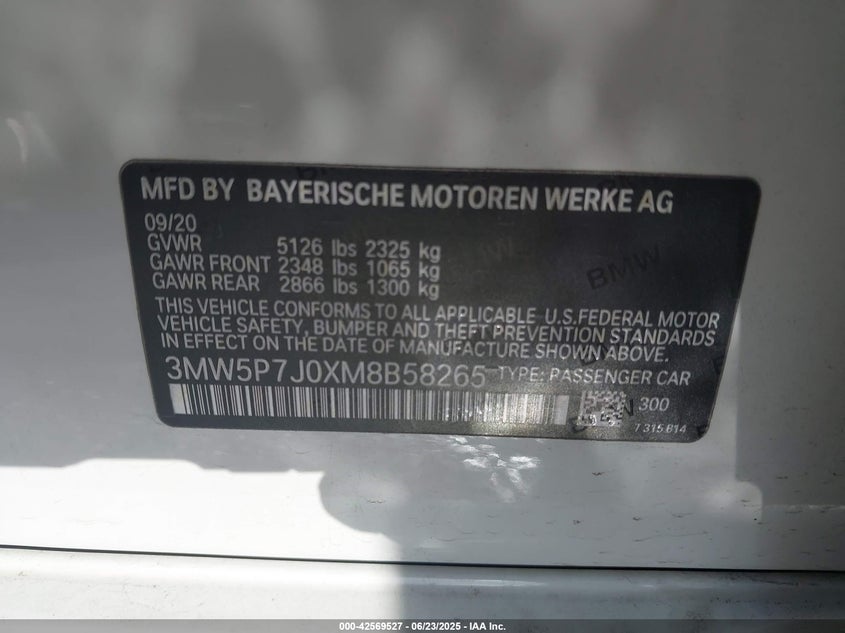 MFD BY BAYERISCHE MOTOREN WERKE AG
09/20
GVWR 5126 lbs 2325 kg
GAWR FRONT 2348 lbs 1065 kg
GAWR REAR 2866 lbs 1300 kg
THIS VEHICLE CONFORMS TO ALL APPLICABLE U.S.FEDERAL MOTOR
VEHICLE SAFETY, BUMPER AND THEFT PREVENTION STANDARDS
IN EFFECT ON THE DATE OF MANUFACTURE SHOWN ABOVE.
3MW5P7J0XM8B58265 TYPE: PASSENGER CAR
300
7 315 814
BMW
000-42569527 - 06/23/2025 - IAA Inc.